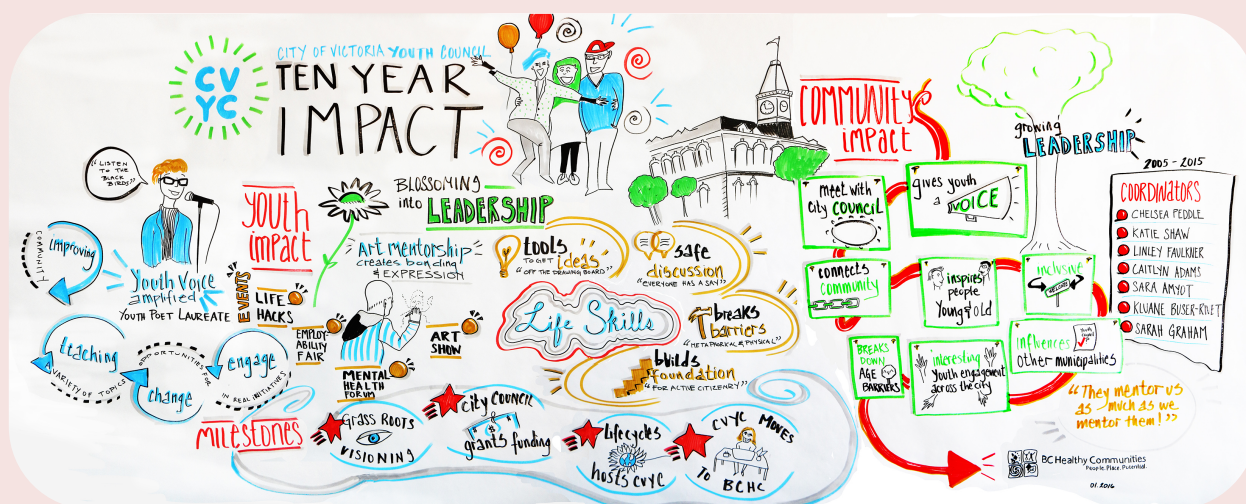 CV
YC
CITY OF VICTORIA YOUTH COUNCIL
TEN YEAR
IMPACT
"LISTEN
TO THE
BLACK
BIRDS"
Youth
impact
COMMUNITY
improving
Youth Voice
amplified
YOUTH POET LAUREATE
teaching
A VARIETY OF TOPICS
OPPORTUNITIES FOR
change
engage
IN REAL INITIATIVES
EVENTS
LIFE
HACKS
EMPLOY
ABILITY
FAIR
MENTAL
HEALTH
FORUM
ART
SHOW
BLOSSOMING
into LEADERSHIP
Art mentorship
creates bonding
& EXPRESSION
tools
TO GET ideas
"OFF THE DRAWING BOARD"
safe
discussion
"EVERYONE HAS A SAY"
Life Skills
breaks
barriers
"METAPHORICAL & PHYSICAL"
builds
foundation
"FOR ACTIVE CITIZENRY"
MILESTONES
GRASS ROOTS
VISIONING
city COUNCIL
grants funding
Lifecycles
hosts CVYC
CVYC MOVES
TO BCHC
COMMUNITY
impact
meet with
city COUNCIL
gives youth
a VOICE
connects
community
inspires
people
Young & old
inclusive
WELCOME
BREAKS
DOWN
AGE
BARRIERS
interesting
youth engagement
across the city
influences
other municipalities
growing
LEADERSHIP
2005 - 2015
COORDINATORS
CHELSEA PEDDLE
KATIE SHAW
LINLEY FAULKNER
CAITLYN ADAMS
SARA AMYOT
KLUANE BUSER-RIVET
SARAH GRAHAM
"They mentor us
as much as we
mentor them!"
BC Healthy Communities
People. Place. Potential.
01.2016